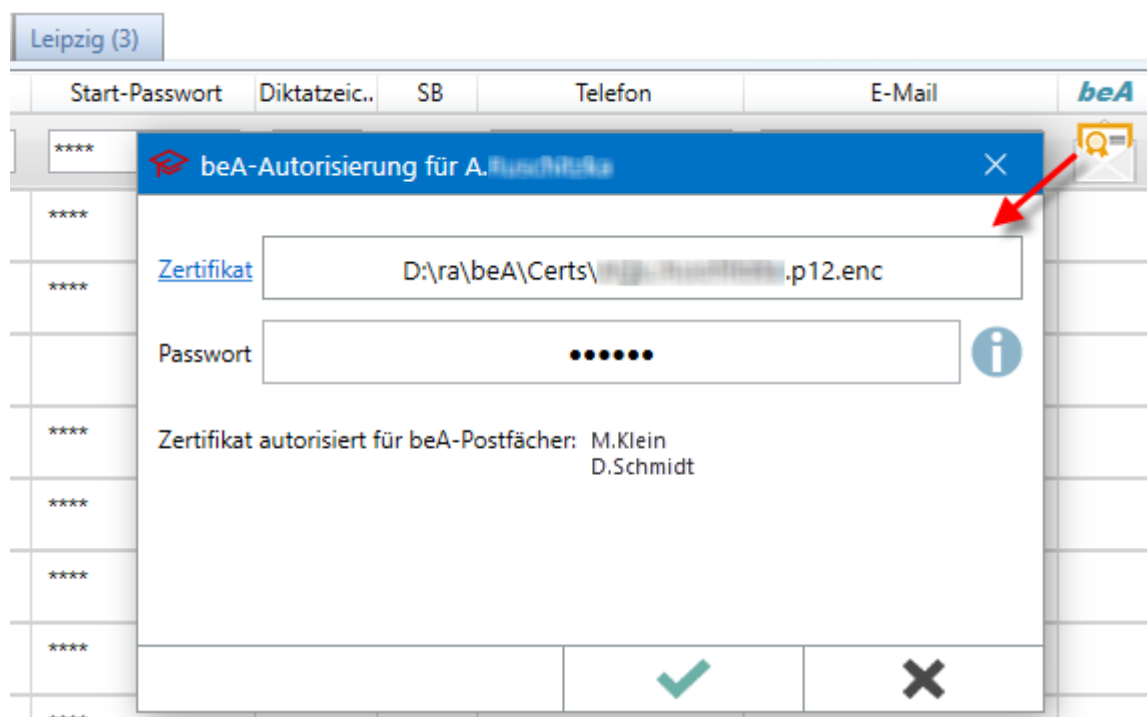 Leipzig (3)
Start-Passwort Diktatzeic.. SB Telefon E-Mail beA
****
beA-Autorisierung für A.
****
Zertifikat D:\ra\beA\Certs\ .p12.enc
****
Passwort ••••••
****
Zertifikat autorisiert für beA-Postfächer: M.Klein
D.Schmidt
****
****
****